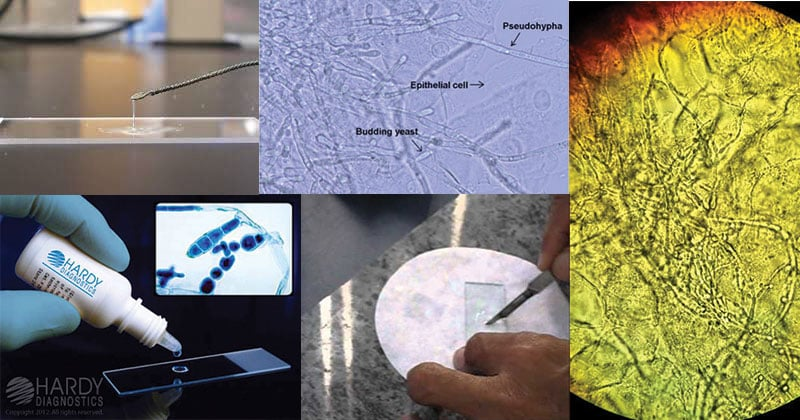 Pseudohypha
Epithelial cell
Budding yeast
HARDY
DIAGNOSTICS
HARDY
DIAGNOSTICS
Copyright 2012. All rights reserved.